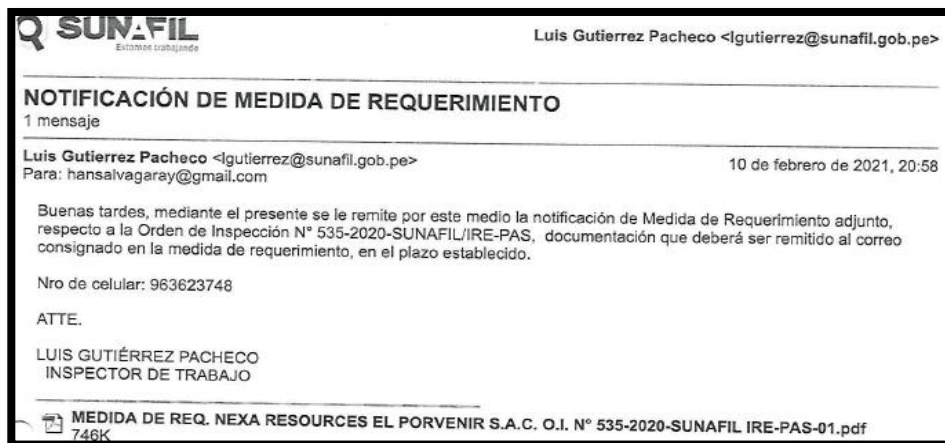 SUNAFIL
Estamos trabajando
Luis Gutierrez Pacheco <lgutierrez@sunafil.gob.pe>
NOTIFICACIÓN DE MEDIDA DE REQUERIMIENTO
1 mensaje
Luis Gutierrez Pacheco <lgutierrez@sunafil.gob.pe>
10 de febrero de 2021, 20:58
Para: hansalvagaray@gmail.com
Buenas tardes, mediante el presente se le remite por este medio la notificación de Medida de Requerimiento adjunto,
respecto a la Orden de Inspección N° 535-2020-SUNAFIL/IRE-PAS, documentación que deberá ser remitido al correo
consignado en la medida de requerimiento, en el plazo establecido.
Nro de celular: 963623748
ATTE.
LUIS GUTIÉRREZ PACHECO
INSPECTOR DE TRABAJO
MEDIDA DE REQ. NEXA RESOURCES EL PORVENIR S.A.C. O.I. N° 535-2020-SUNAFIL IRE-PAS-01.pdf
746K